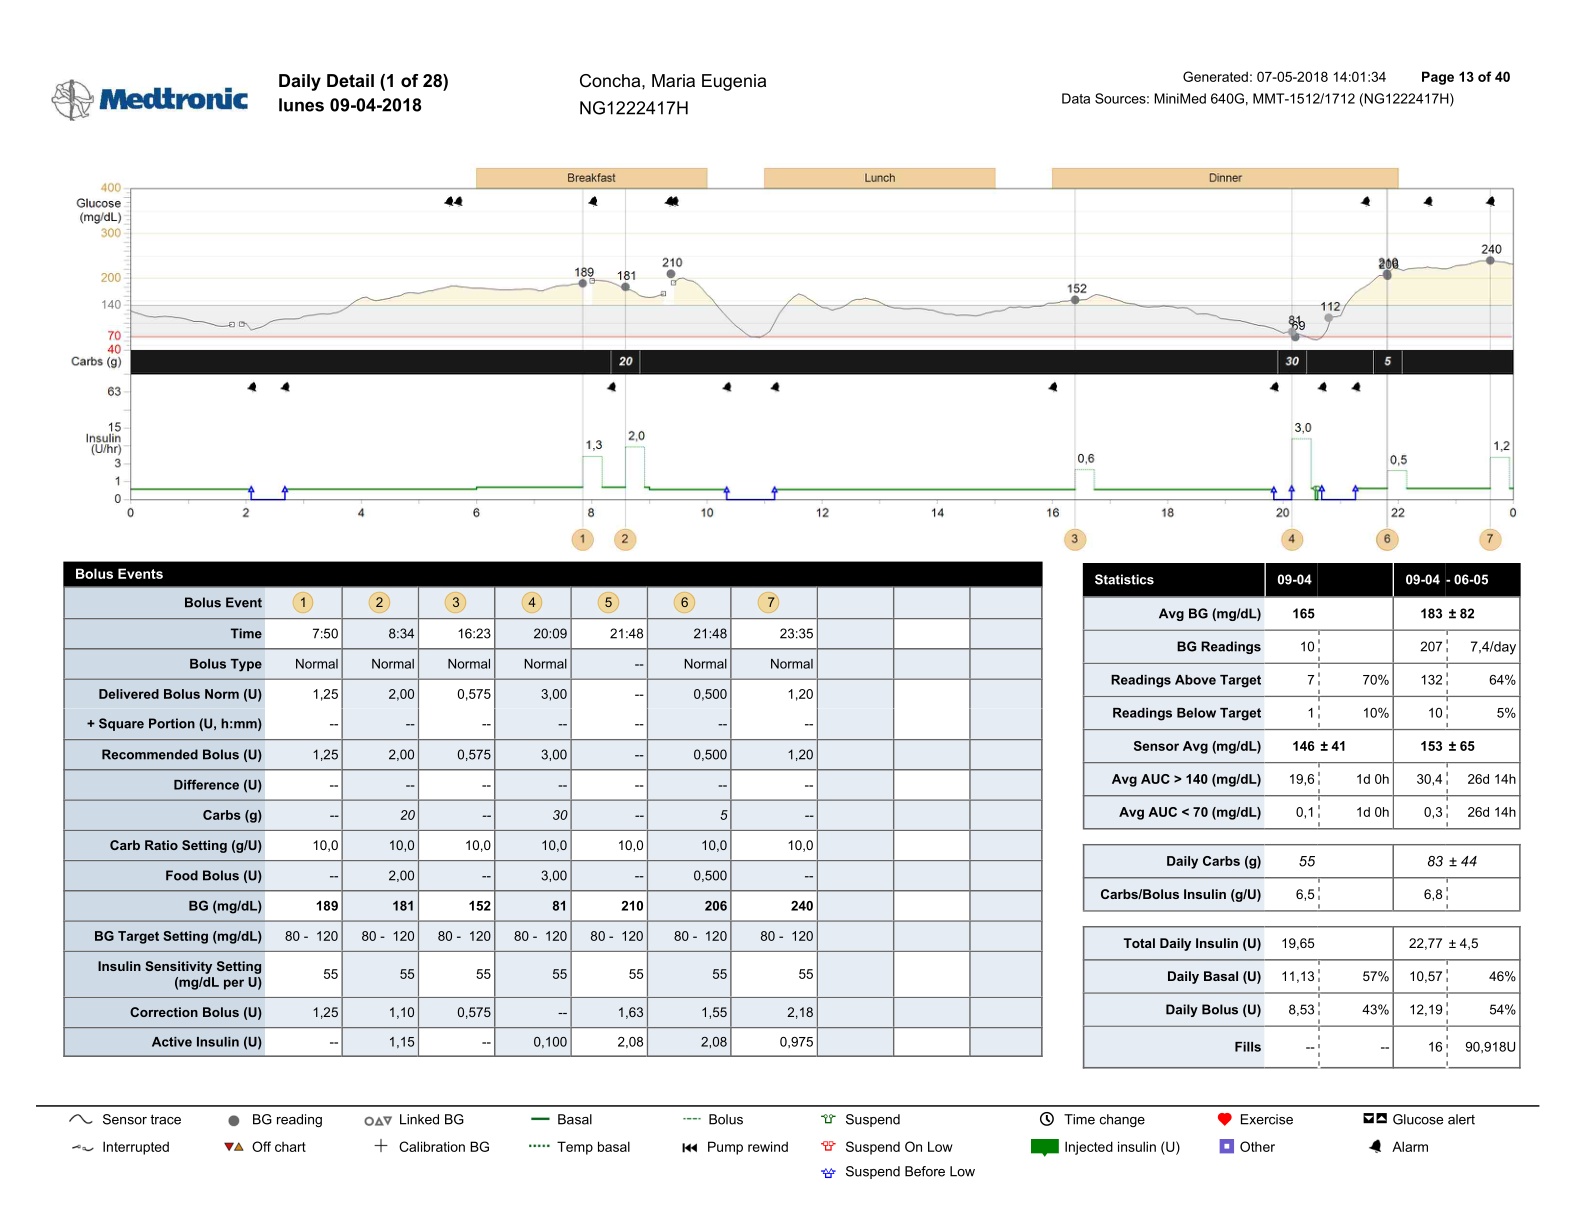 Medtronic
Daily Detail (1 of 28)
lunes 09-04-2018
Concha, Maria Eugenia
NG1222417H
Generated: 07-05-2018 14:01:34 Page 13 of 40
Data Sources: MiniMed 640G, MMT-1512/1712 (NG1222417H)
Breakfast Lunch Dinner
400
Glucose
(mg/dL)
300
200
140
70
40
189 181 210 152 81 69 112 206 240
Carbs (g) 20 30 5
63
15
Insulin
(U/hr)
3
1
0
1,3 2,0 0,6 3,0 0,5 1,2
0 2 4 6 8 10 12 14 16 18 20 22 0
1 2 3 4 6 7
Bolus Events
Bolus Event 1 2 3 4 5 6 7
Time 7:50 8:34 16:23 20:09 21:48 21:48 23:35
Bolus Type Normal Normal Normal Normal -- Normal Normal
Delivered Bolus Norm (U) 1,25 2,00 0,575 3,00 -- 0,500 1,20
+ Square Portion (U, h:mm) -- -- -- -- -- -- --
Recommended Bolus (U) 1,25 2,00 0,575 3,00 -- 0,500 1,20
Difference (U) -- -- -- -- -- -- --
Carbs (g) -- 20 -- 30 -- 5 --
Carb Ratio Setting (g/U) 10,0 10,0 10,0 10,0 10,0 10,0 10,0
Food Bolus (U) -- 2,00 -- 3,00 -- 0,500 --
BG (mg/dL) 189 181 152 81 210 206 240
BG Target Setting (mg/dL) 80 - 120 80 - 120 80 - 120 80 - 120 80 - 120 80 - 120 80 - 120
Insulin Sensitivity Setting
(mg/dL per U) 55 55 55 55 55 55 55
Correction Bolus (U) 1,25 1,10 0,575 -- 1,63 1,55 2,18
Active Insulin (U) -- 1,15 -- 0,100 2,08 2,08 0,975
Statistics 09-04 09-04 - 06-05
Avg BG (mg/dL) 165 183 ± 82
BG Readings 10 207 7,4/day
Readings Above Target 7 70% 132 64%
Readings Below Target 1 10% 10 5%
Sensor Avg (mg/dL) 146 ± 41 153 ± 65
Avg AUC > 140 (mg/dL) 19,6 1d 0h 30,4 26d 14h
Avg AUC < 70 (mg/dL) 0,1 1d 0h 0,3 26d 14h
Daily Carbs (g) 55 83 ± 44
Carbs/Bolus Insulin (g/U) 6,5 6,8
Total Daily Insulin (U) 19,65 22,77 ± 4,5
Daily Basal (U) 11,13 57% 10,57 46%
Daily Bolus (U) 8,53 43% 12,19 54%
Fills -- -- 16 90,918U
Sensor trace BG reading Linked BG Basal Bolus Suspend Time change Exercise Glucose alert
Interrupted Off chart Calibration BG Temp basal Pump rewind Suspend On Low Injected insulin (U) Other Alarm
Suspend Before Low